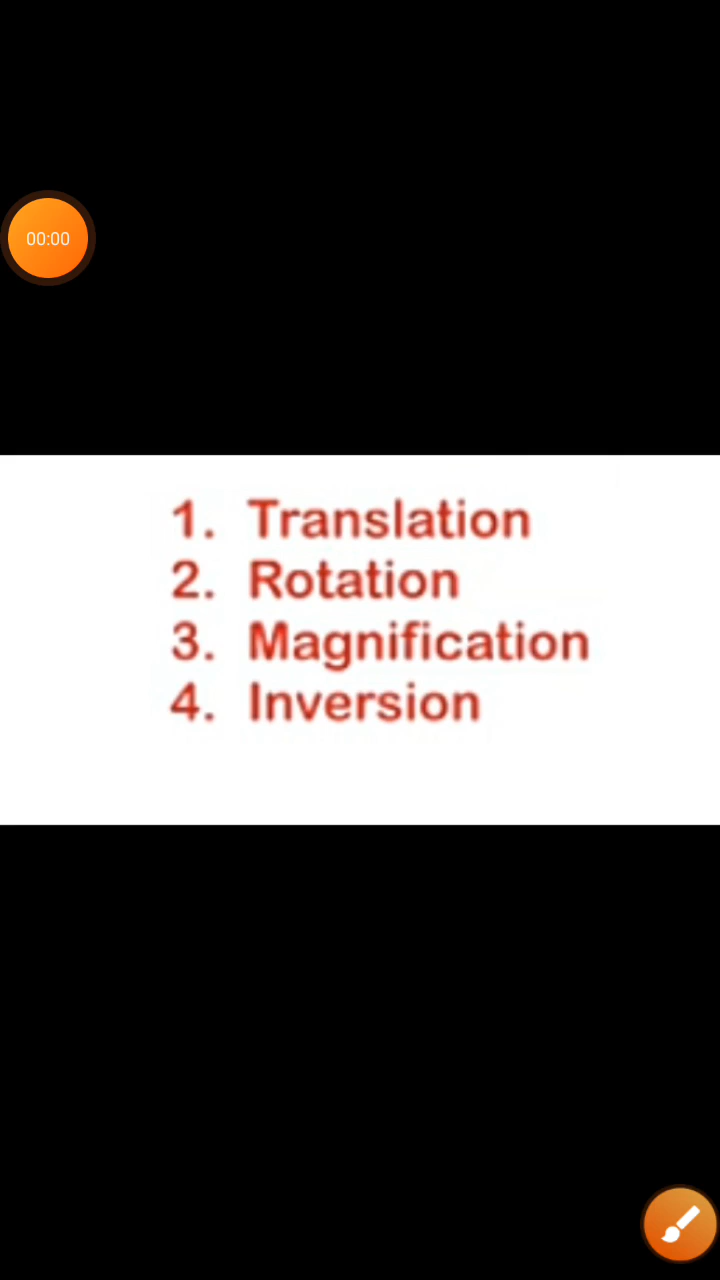 00:00
1. Translation
2. Rotation
3. Magnification
4. Inversion